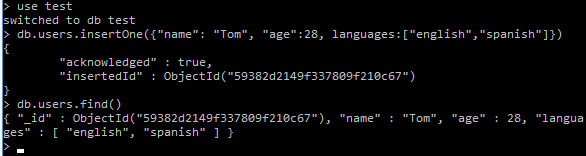 > use test
switched to db test
> db.users.insertOne({"name": "Tom", "age":28, languages:["english","spanish"]})
{
        "acknowledged" : true,
        "insertedId" : ObjectId("59382d2149f337809f210c67")
}
> db.users.find()
{ "_id" : ObjectId("59382d2149f337809f210c67"), "name" : "Tom", "age" : 28, "langua
ges" : [ "english", "spanish" ] }
>